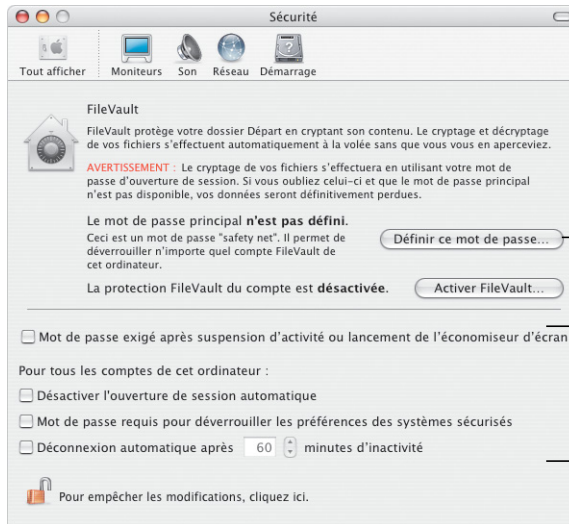 Sécurité
Tout afficher Moniteurs Son Réseau Démarrage
FileVault
FileVault protège votre dossier Départ en cryptant son contenu. Le cryptage et décryptage
de vos fichiers s'effectuent automatiquement à la volée sans que vous vous en aperceviez.
AVERTISSEMENT : Le cryptage de vos fichiers s'effectuera en utilisant votre mot de
passe d'ouverture de session. Si vous oubliez celui-ci et que le mot de passe principal
n'est pas disponible, vos données seront définitivement perdues.
Le mot de passe principal n'est pas défini.
Ceci est un mot de passe "safety net". Il permet de
déverrouiller n'importe quel compte FileVault de
cet ordinateur.
Définir ce mot de passe...
La protection FileVault du compte est désactivée. Activer FileVault...
Mot de passe exigé après suspension d'activité ou lancement de l'économiseur d'écran
Pour tous les comptes de cet ordinateur :
Désactiver l'ouverture de session automatique
Mot de passe requis pour déverrouiller les préférences des systèmes sécurisés
Déconnexion automatique après 60 minutes d'inactivité
Pour empêcher les modifications, cliquez ici.